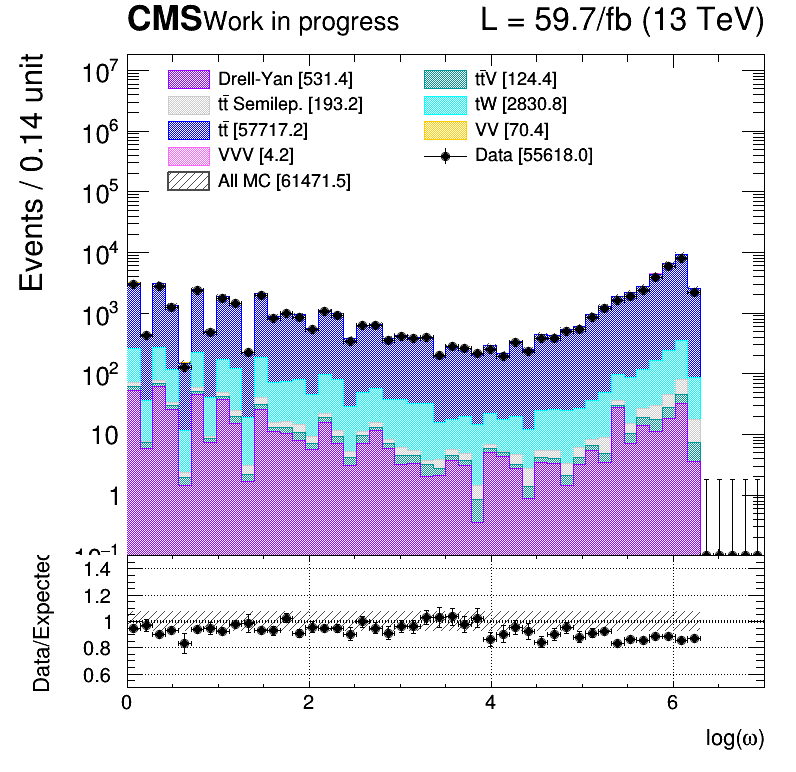 CMS Work in progress L = 59.7/fb (13 TeV)
Events / 0.14 unit
10⁷
10⁶
10⁵
10⁴
10³
10²
10
1
10⁻¹
Drell-Yan [531.4]
tt̄ Semilep. [193.2]
tt̄ [57717.2]
VVV [4.2]
All MC [61471.5]
tt̄V [124.4]
tW [2830.8]
VV [70.4]
Data [55618.0]
Data/Expected
1.4
1.2
1
0.8
0.6
0 2 4 6
log(ω)